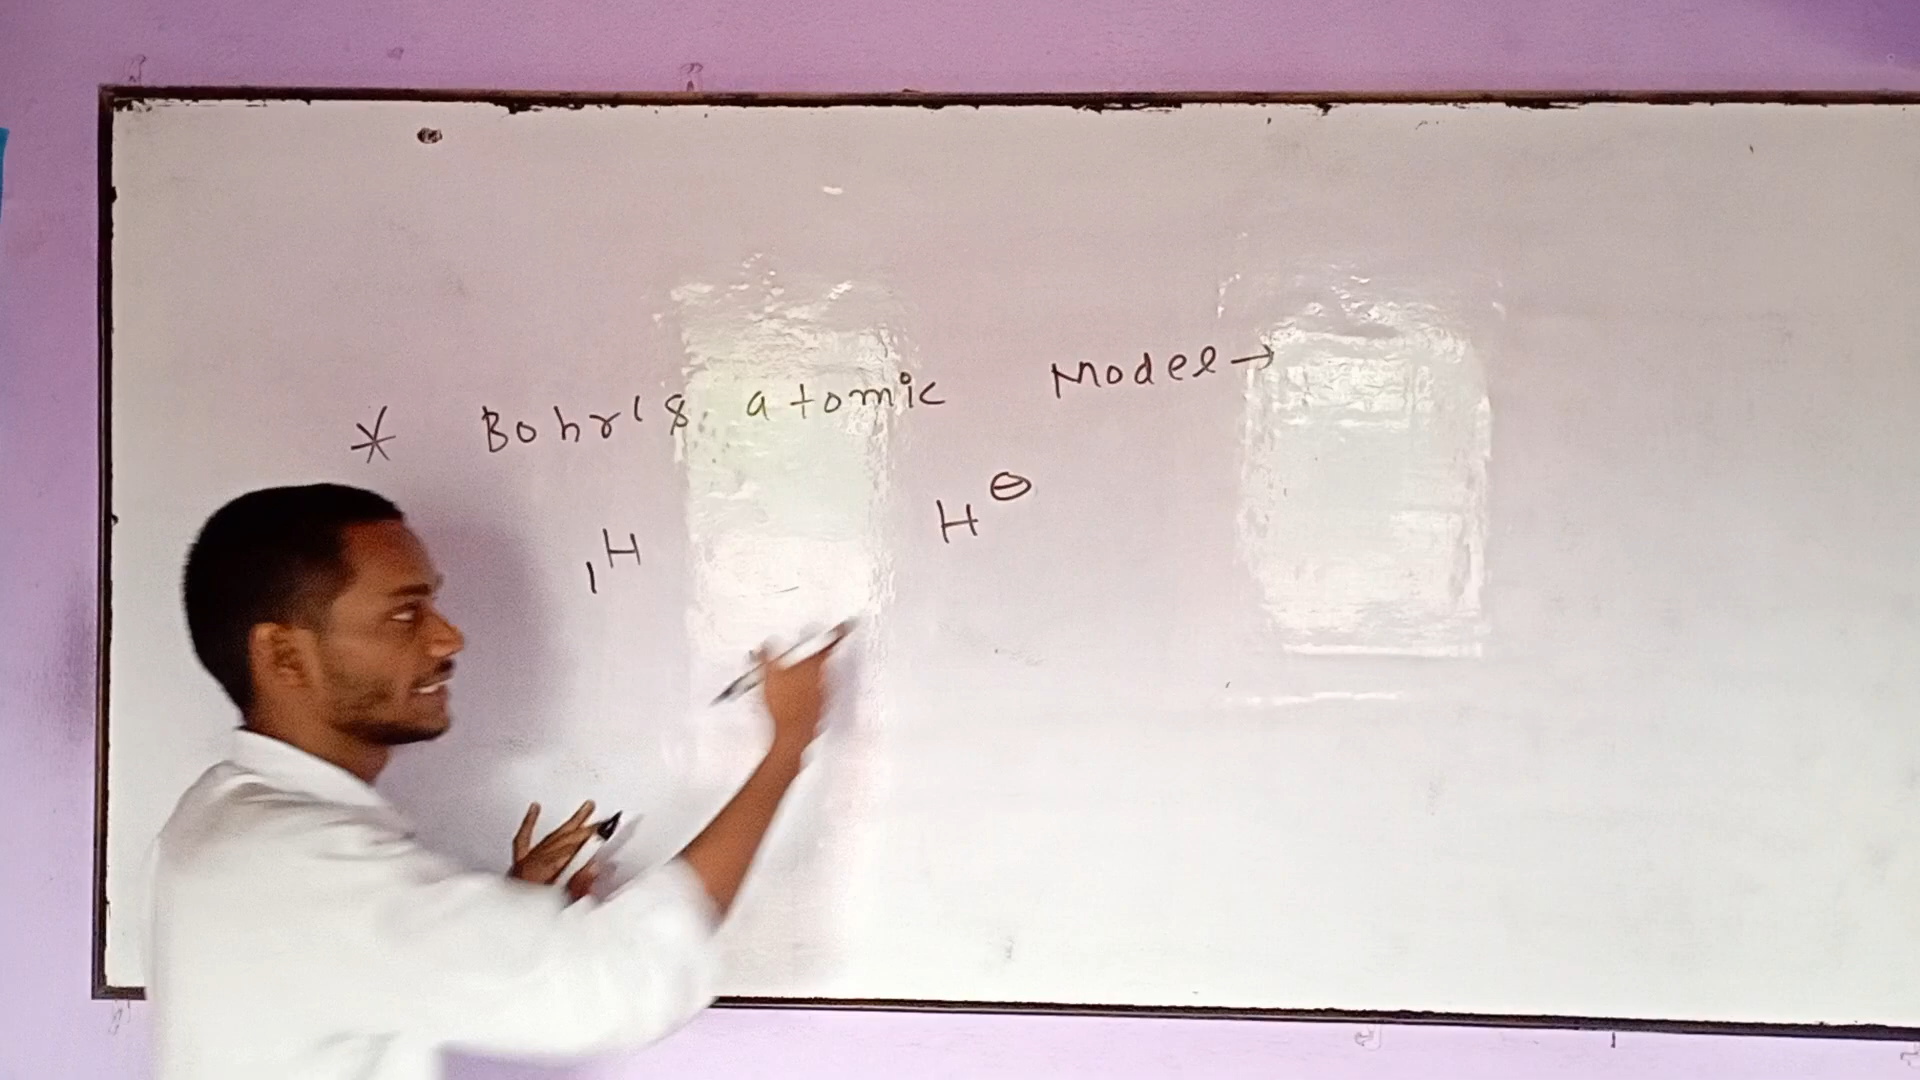 * Bohr's atomic Model →
₁H H⊖